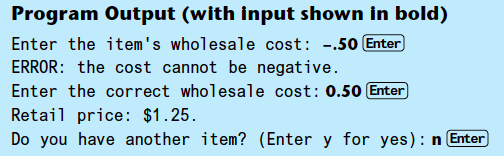 Program Output (with input shown in bold)
Enter the item's wholesale cost: –.50 Enter
ERROR: the cost cannot be negative.
Enter the correct wholesale cost: 0.50 Enter
Retail price: $1.25.
Do you have another item? (Enter y for yes): n Enter